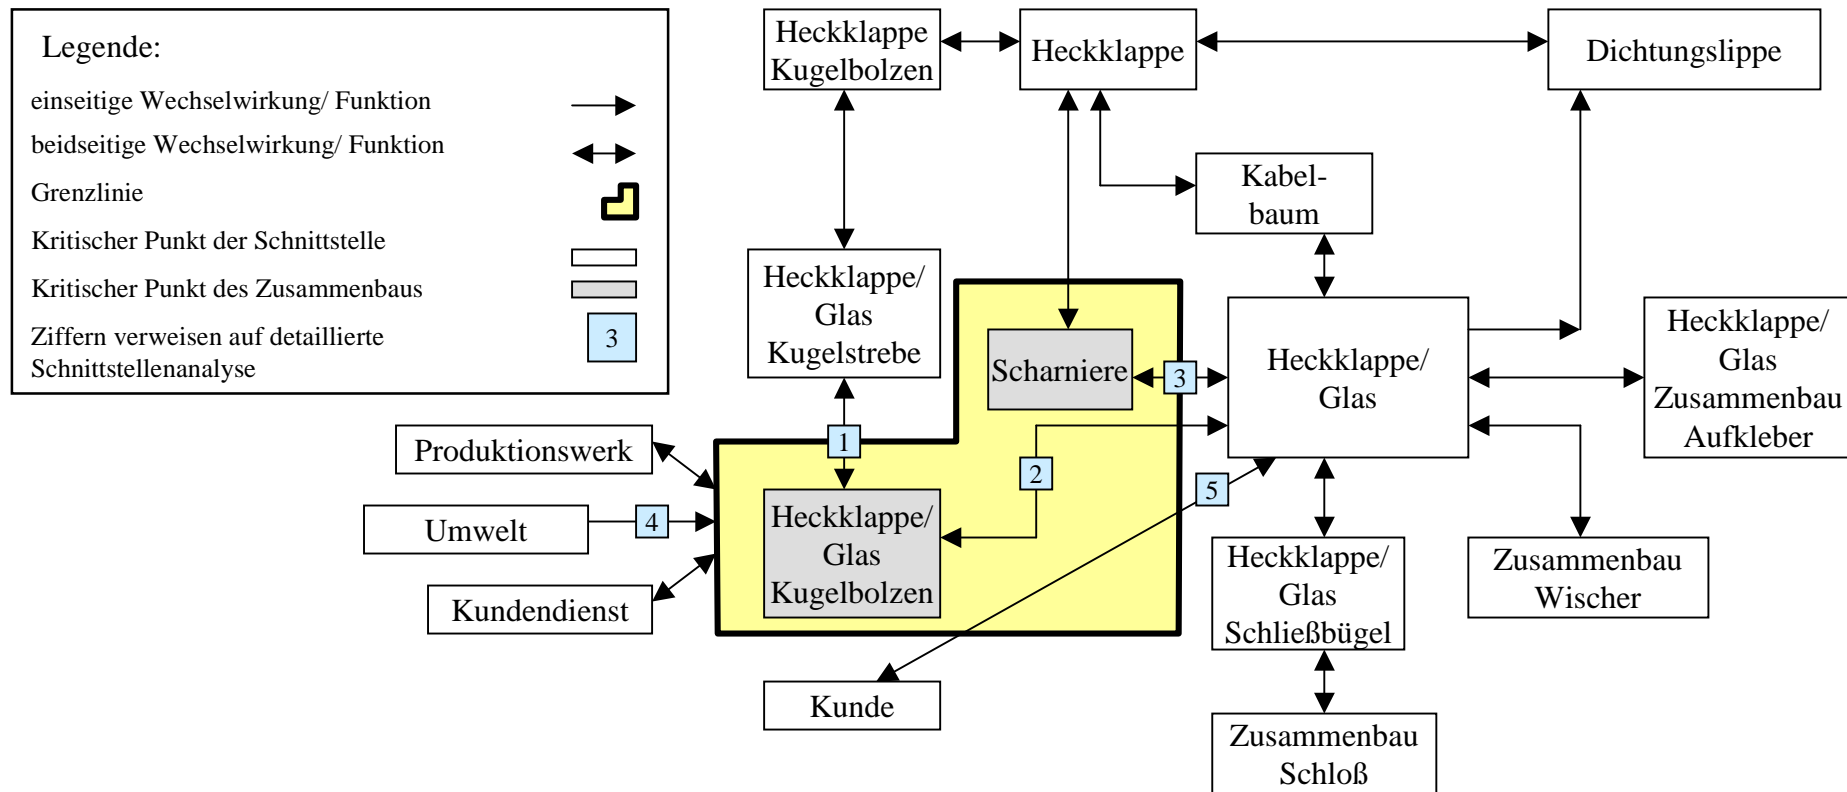 Legende:
einseitige Wechselwirkung/ Funktion
beidseitige Wechselwirkung/ Funktion
Grenzlinie
Kritischer Punkt der Schnittstelle
Kritischer Punkt des Zusammenbaus
Ziffern verweisen auf detaillierte
Schnittstellenanalyse
3
Heckklappe
Kugelbolzen
Heckklappe
Dichtungslippe
Kabel-
baum
Heckklappe/
Glas
Kugelstrebe
Scharniere
3
Heckklappe/
Glas
Heckklappe/
Glas
Zusammenbau
Aufkleber
1
2
Produktionswerk
Umwelt
4
Kundendienst
Heckklappe/
Glas
Kugelbolzen
5
Heckklappe/
Glas
Schließbügel
Zusammenbau
Wischer
Kunde
Zusammenbau
Schloß